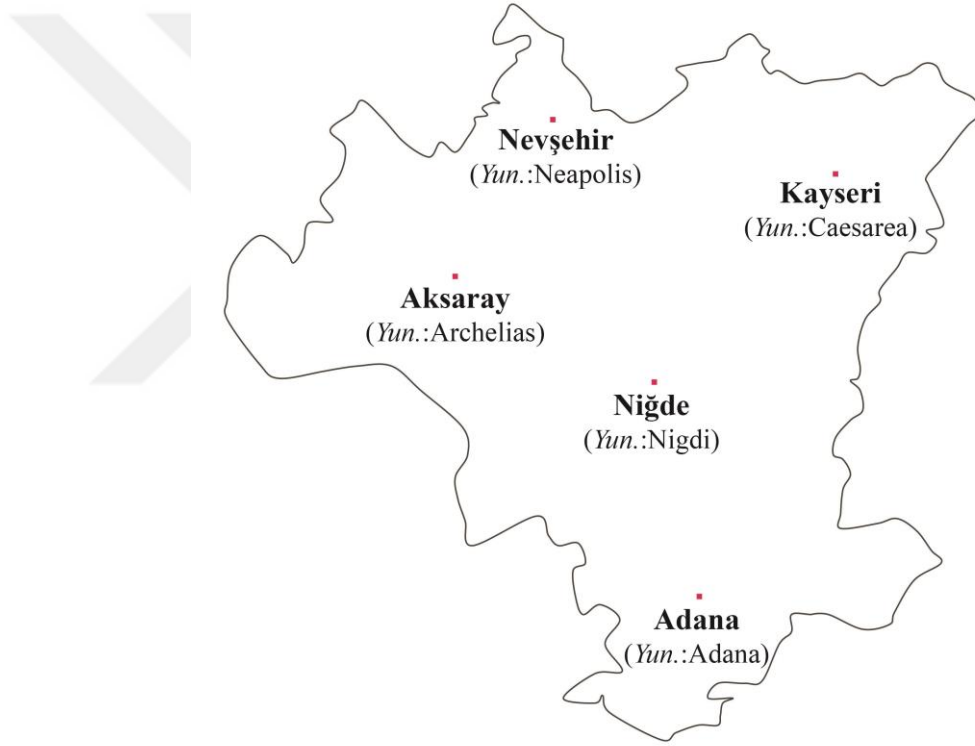 Nevşehir
(Yun.:Neapolis)
Kayseri
(Yun.:Caesarea)
Aksaray
(Yun.:Archelias)
Niğde
(Yun.:Nigdi)
Adana
(Yun.:Adana)